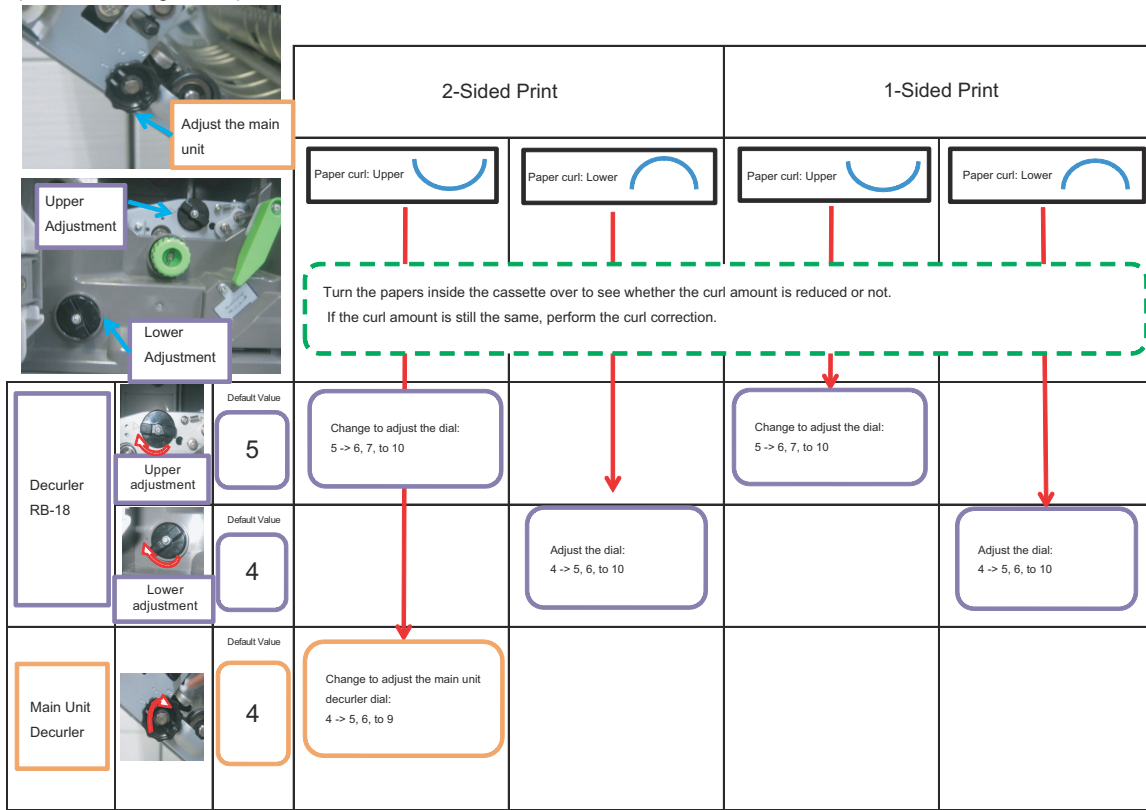 Adjust the main
unit
Upper
Adjustment
Lower
Adjustment
2-Sided Print
1-Sided Print
Paper curl: Upper
Paper curl: Lower
Paper curl: Upper
Paper curl: Lower
Turn the papers inside the cassette over to see whether the curl amount is reduced or not.
If the curl amount is still the same, perform the curl correction.
Decurler
RB-18
Upper
adjustment
Default Value
5
Change to adjust the dial:
5 -> 6, 7, to 10
Change to adjust the dial:
5 -> 6, 7, to 10
Lower
adjustment
Default Value
4
Adjust the dial:
4 -> 5, 6, to 10
Adjust the dial:
4 -> 5, 6, to 10
Main Unit
Decurler
Default Value
4
Change to adjust the main unit
decurler dial:
4 -> 5, 6, to 9